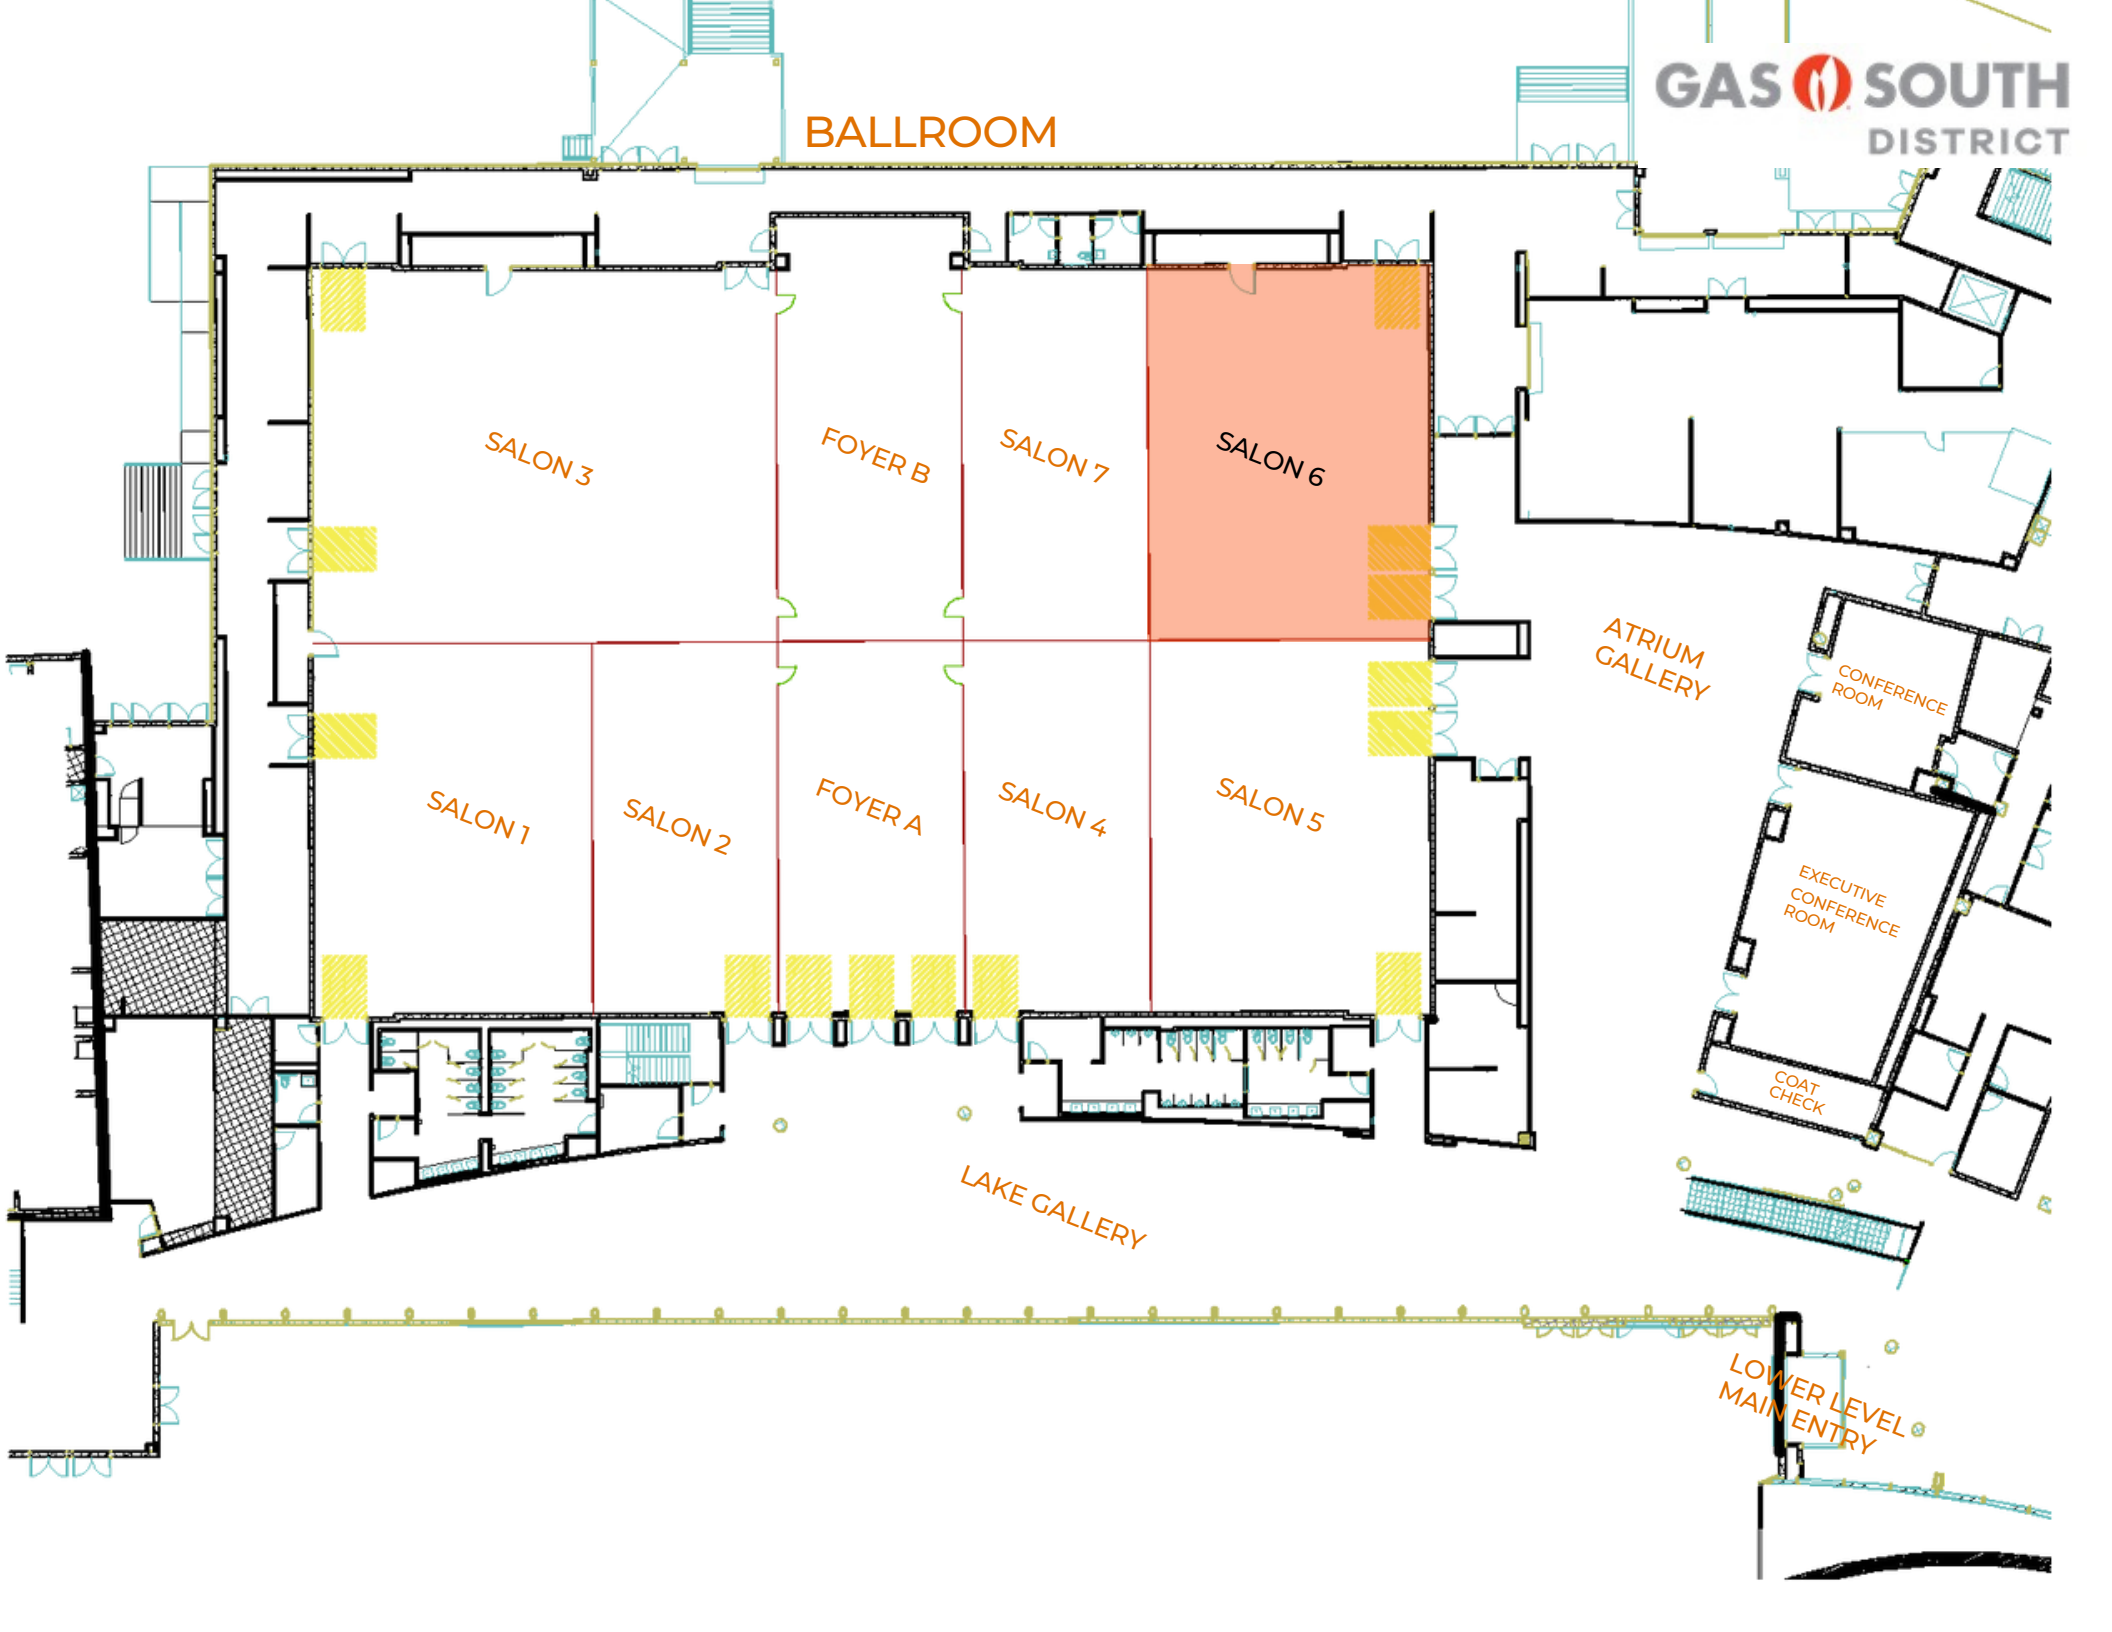 GAS SOUTH
DISTRICT
BALLROOM
SALON 3
FOYER B
SALON 7
SALON 6
ATRIUM
GALLERY
CONFERENCE
ROOM
SALON 1
SALON 2
FOYER A
SALON 4
SALON 5
EXECUTIVE
CONFERENCE
ROOM
COAT
CHECK
LAKE GALLERY
LOWER LEVEL
MAIN ENTRY